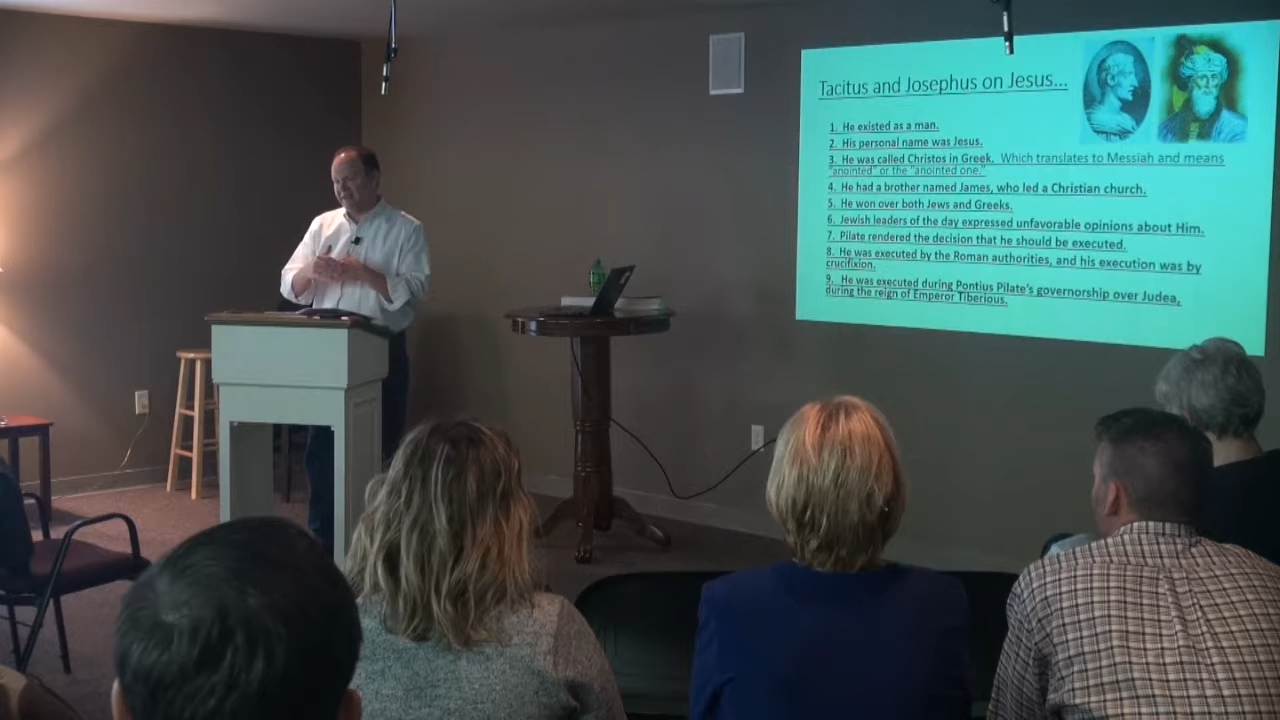 Tacitus and Josephus on Jesus...
1. He existed as a man.
2. His personal name was Jesus.
3. He was called Christos in Greek. Which translates to Messiah and means
"anointed" or the "anointed one."
4. He had a brother named James, who led a Christian church.
5. He won over both Jews and Greeks.
6. Jewish leaders of the day expressed unfavorable opinions about Him.
7. Pilate rendered the decision that he should be executed.
8. He was executed by the Roman authorities, and his execution was by
crucifixion.
9. He was executed during Pontius Pilate's governorship over Judea,
during the reign of Emperor Tiberious.